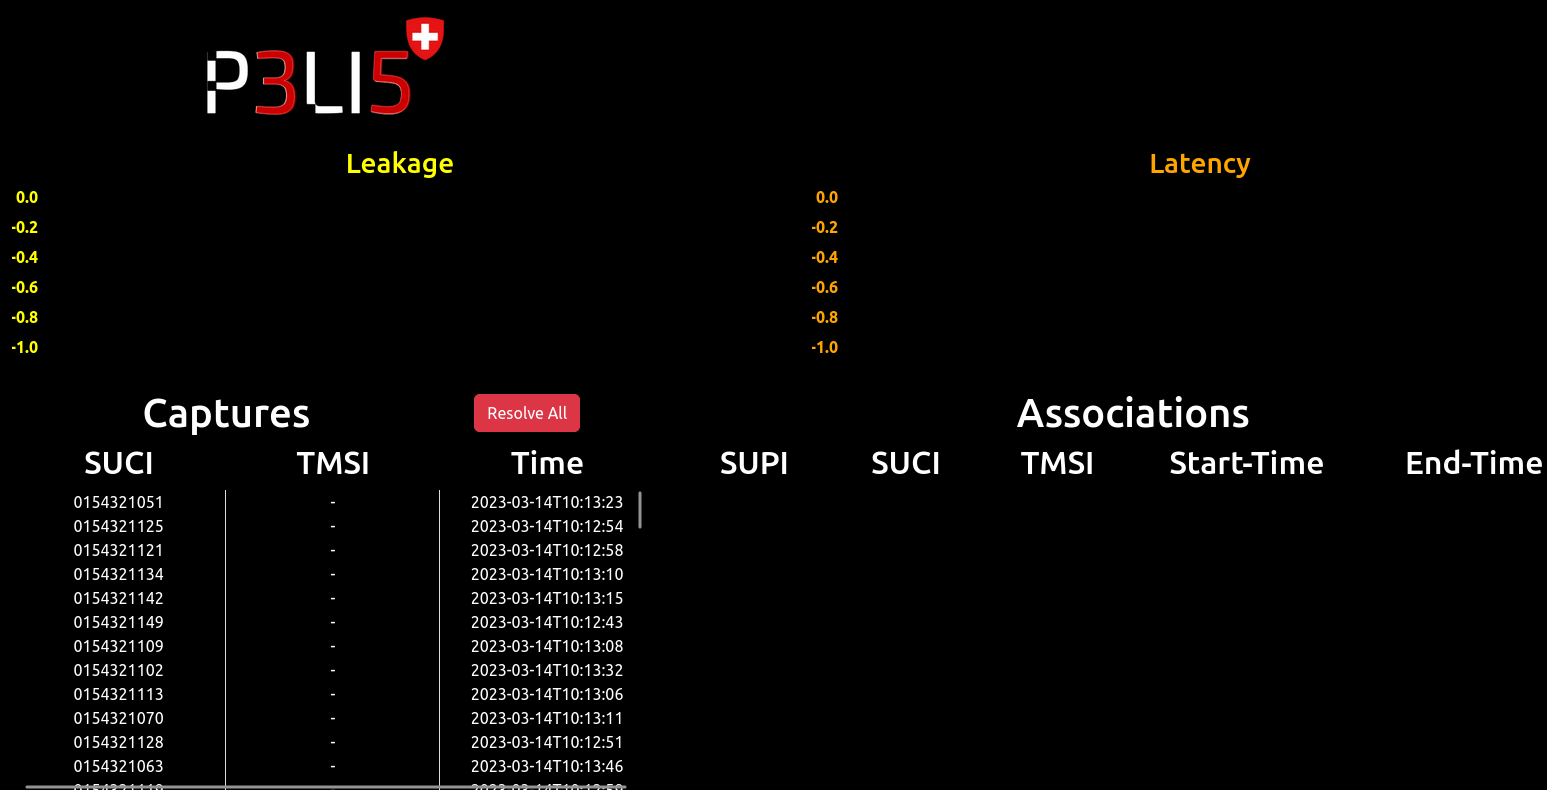 P3LI5
Leakage
0.0
-0.2
-0.4
-0.6
-0.8
-1.0
Latency
0.0
-0.2
-0.4
-0.6
-0.8
-1.0
Captures Resolve All
SUCI TMSI Time
0154321051 - 2023-03-14T10:13:23
0154321125 - 2023-03-14T10:12:54
0154321121 - 2023-03-14T10:12:58
0154321134 - 2023-03-14T10:13:10
0154321142 - 2023-03-14T10:13:15
0154321149 - 2023-03-14T10:12:43
0154321109 - 2023-03-14T10:13:08
0154321102 - 2023-03-14T10:13:32
0154321113 - 2023-03-14T10:13:06
0154321070 - 2023-03-14T10:13:11
0154321128 - 2023-03-14T10:12:51
0154321063 - 2023-03-14T10:13:46
Associations
SUPI SUCI TMSI Start-Time End-Time